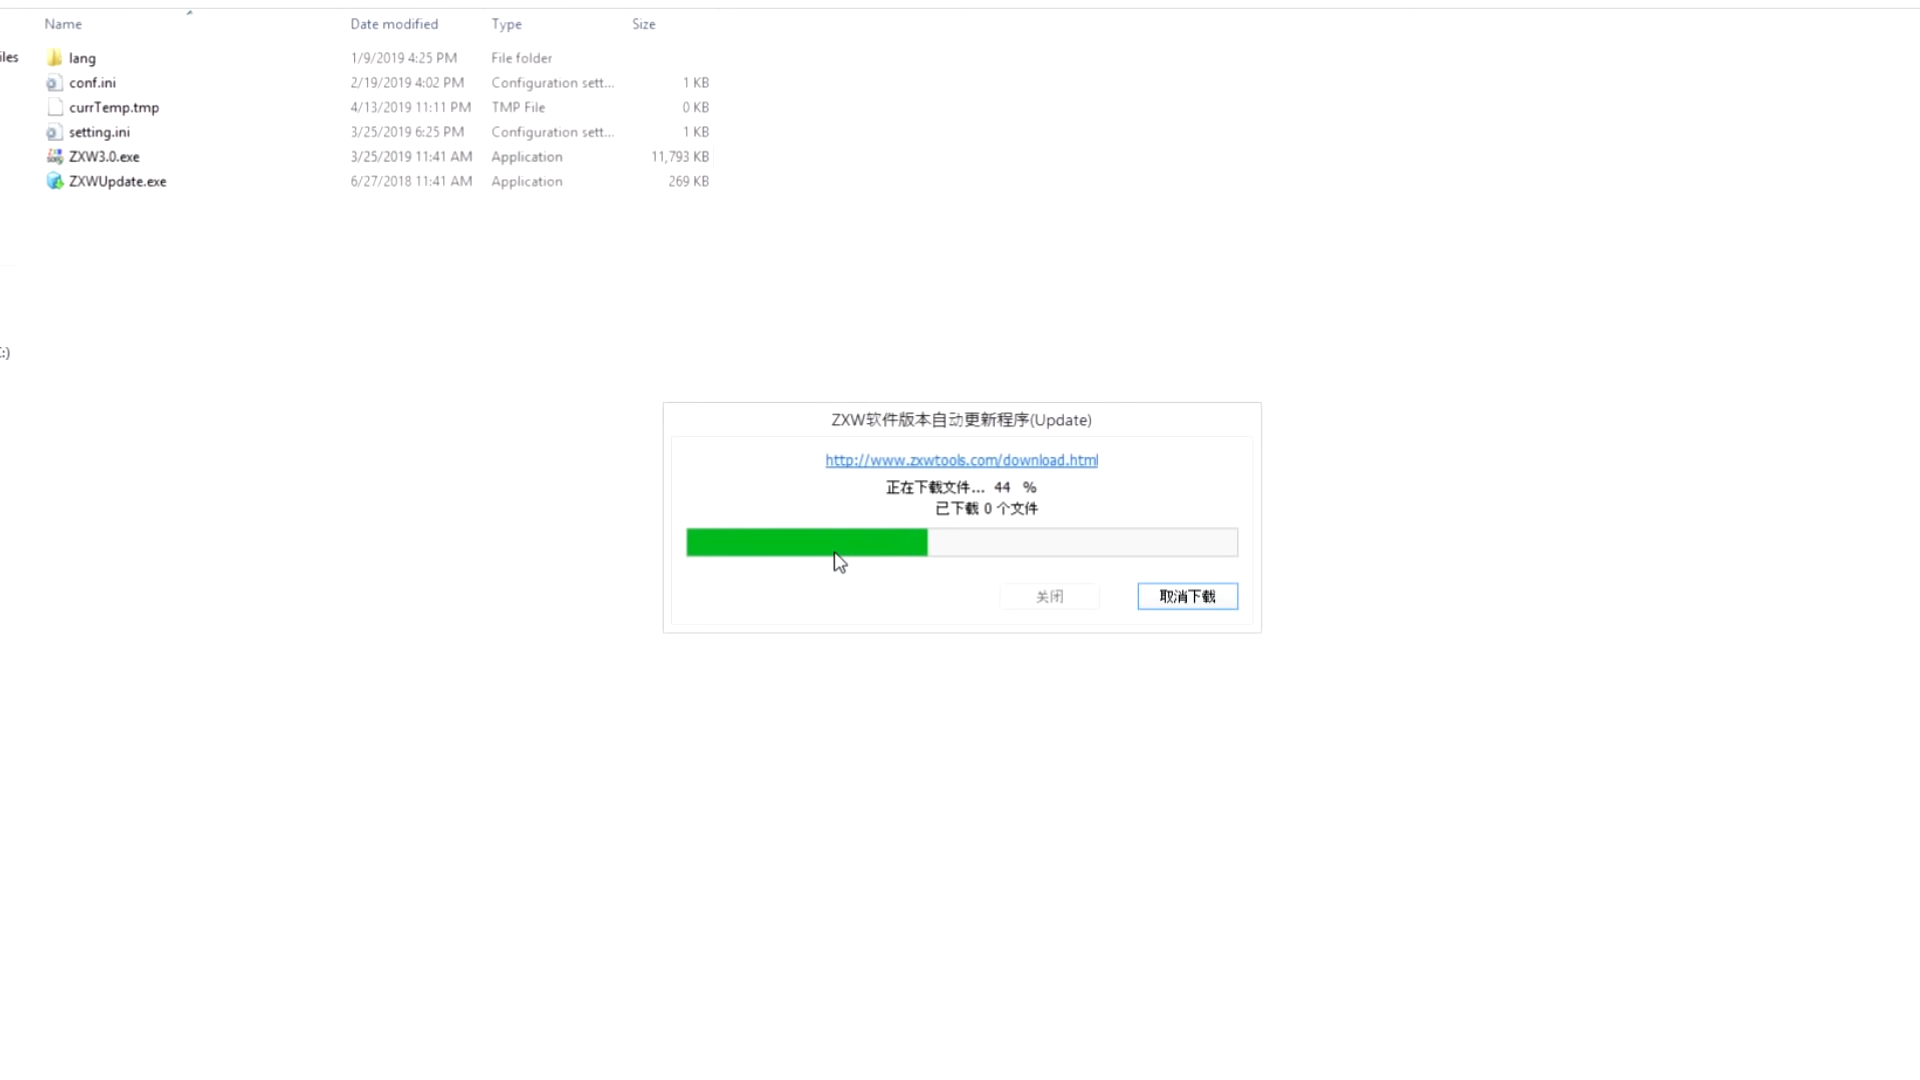 Name Date modified Type Size
iles
lang 1/9/2019 4:25 PM File folder
conf.ini 2/19/2019 4:02 PM Configuration sett... 1 KB
currTemp.tmp 4/13/2019 11:11 PM TMP File 0 KB
setting.ini 3/25/2019 6:25 PM Configuration sett... 1 KB
ZXW3.0.exe 3/25/2019 11:41 AM Application 11,793 KB
ZXWUpdate.exe 6/27/2018 11:41 AM Application 269 KB
:)
ZXW软件版本自动更新程序(Update)
http://www.zxwtools.com/download.html
正在下载文件... 44 %
已下载 0 个文件
关闭 取消下载